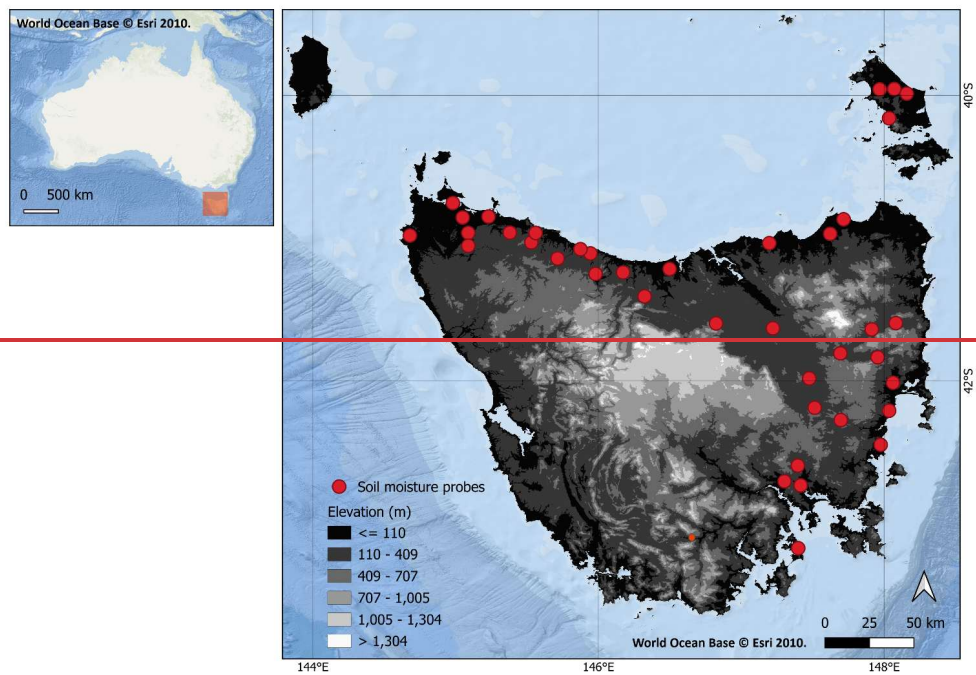 World Ocean Base © Esri 2010.
0 500 km
40°S
42°S
Soil moisture probes
Elevation (m)
<= 110
110 - 409
409 - 707
707 - 1,005
1,005 - 1,304
> 1,304
World Ocean Base © Esri 2010.
0 25 50 km
144°E 146°E 148°E